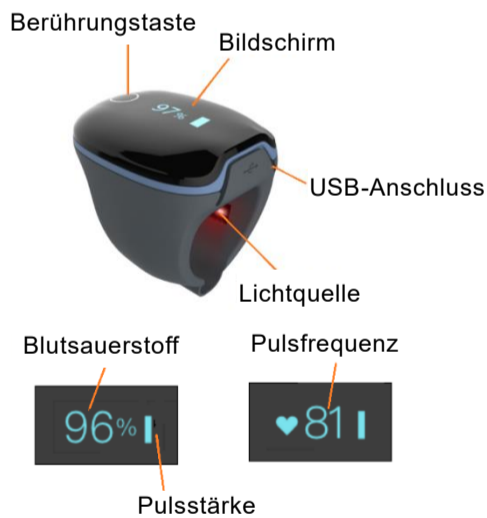 Berührungstaste
Bildschirm
97%
USB-Anschluss
Lichtquelle
Blutsauerstoff
Pulsfrequenz
96%
81
Pulsstärke